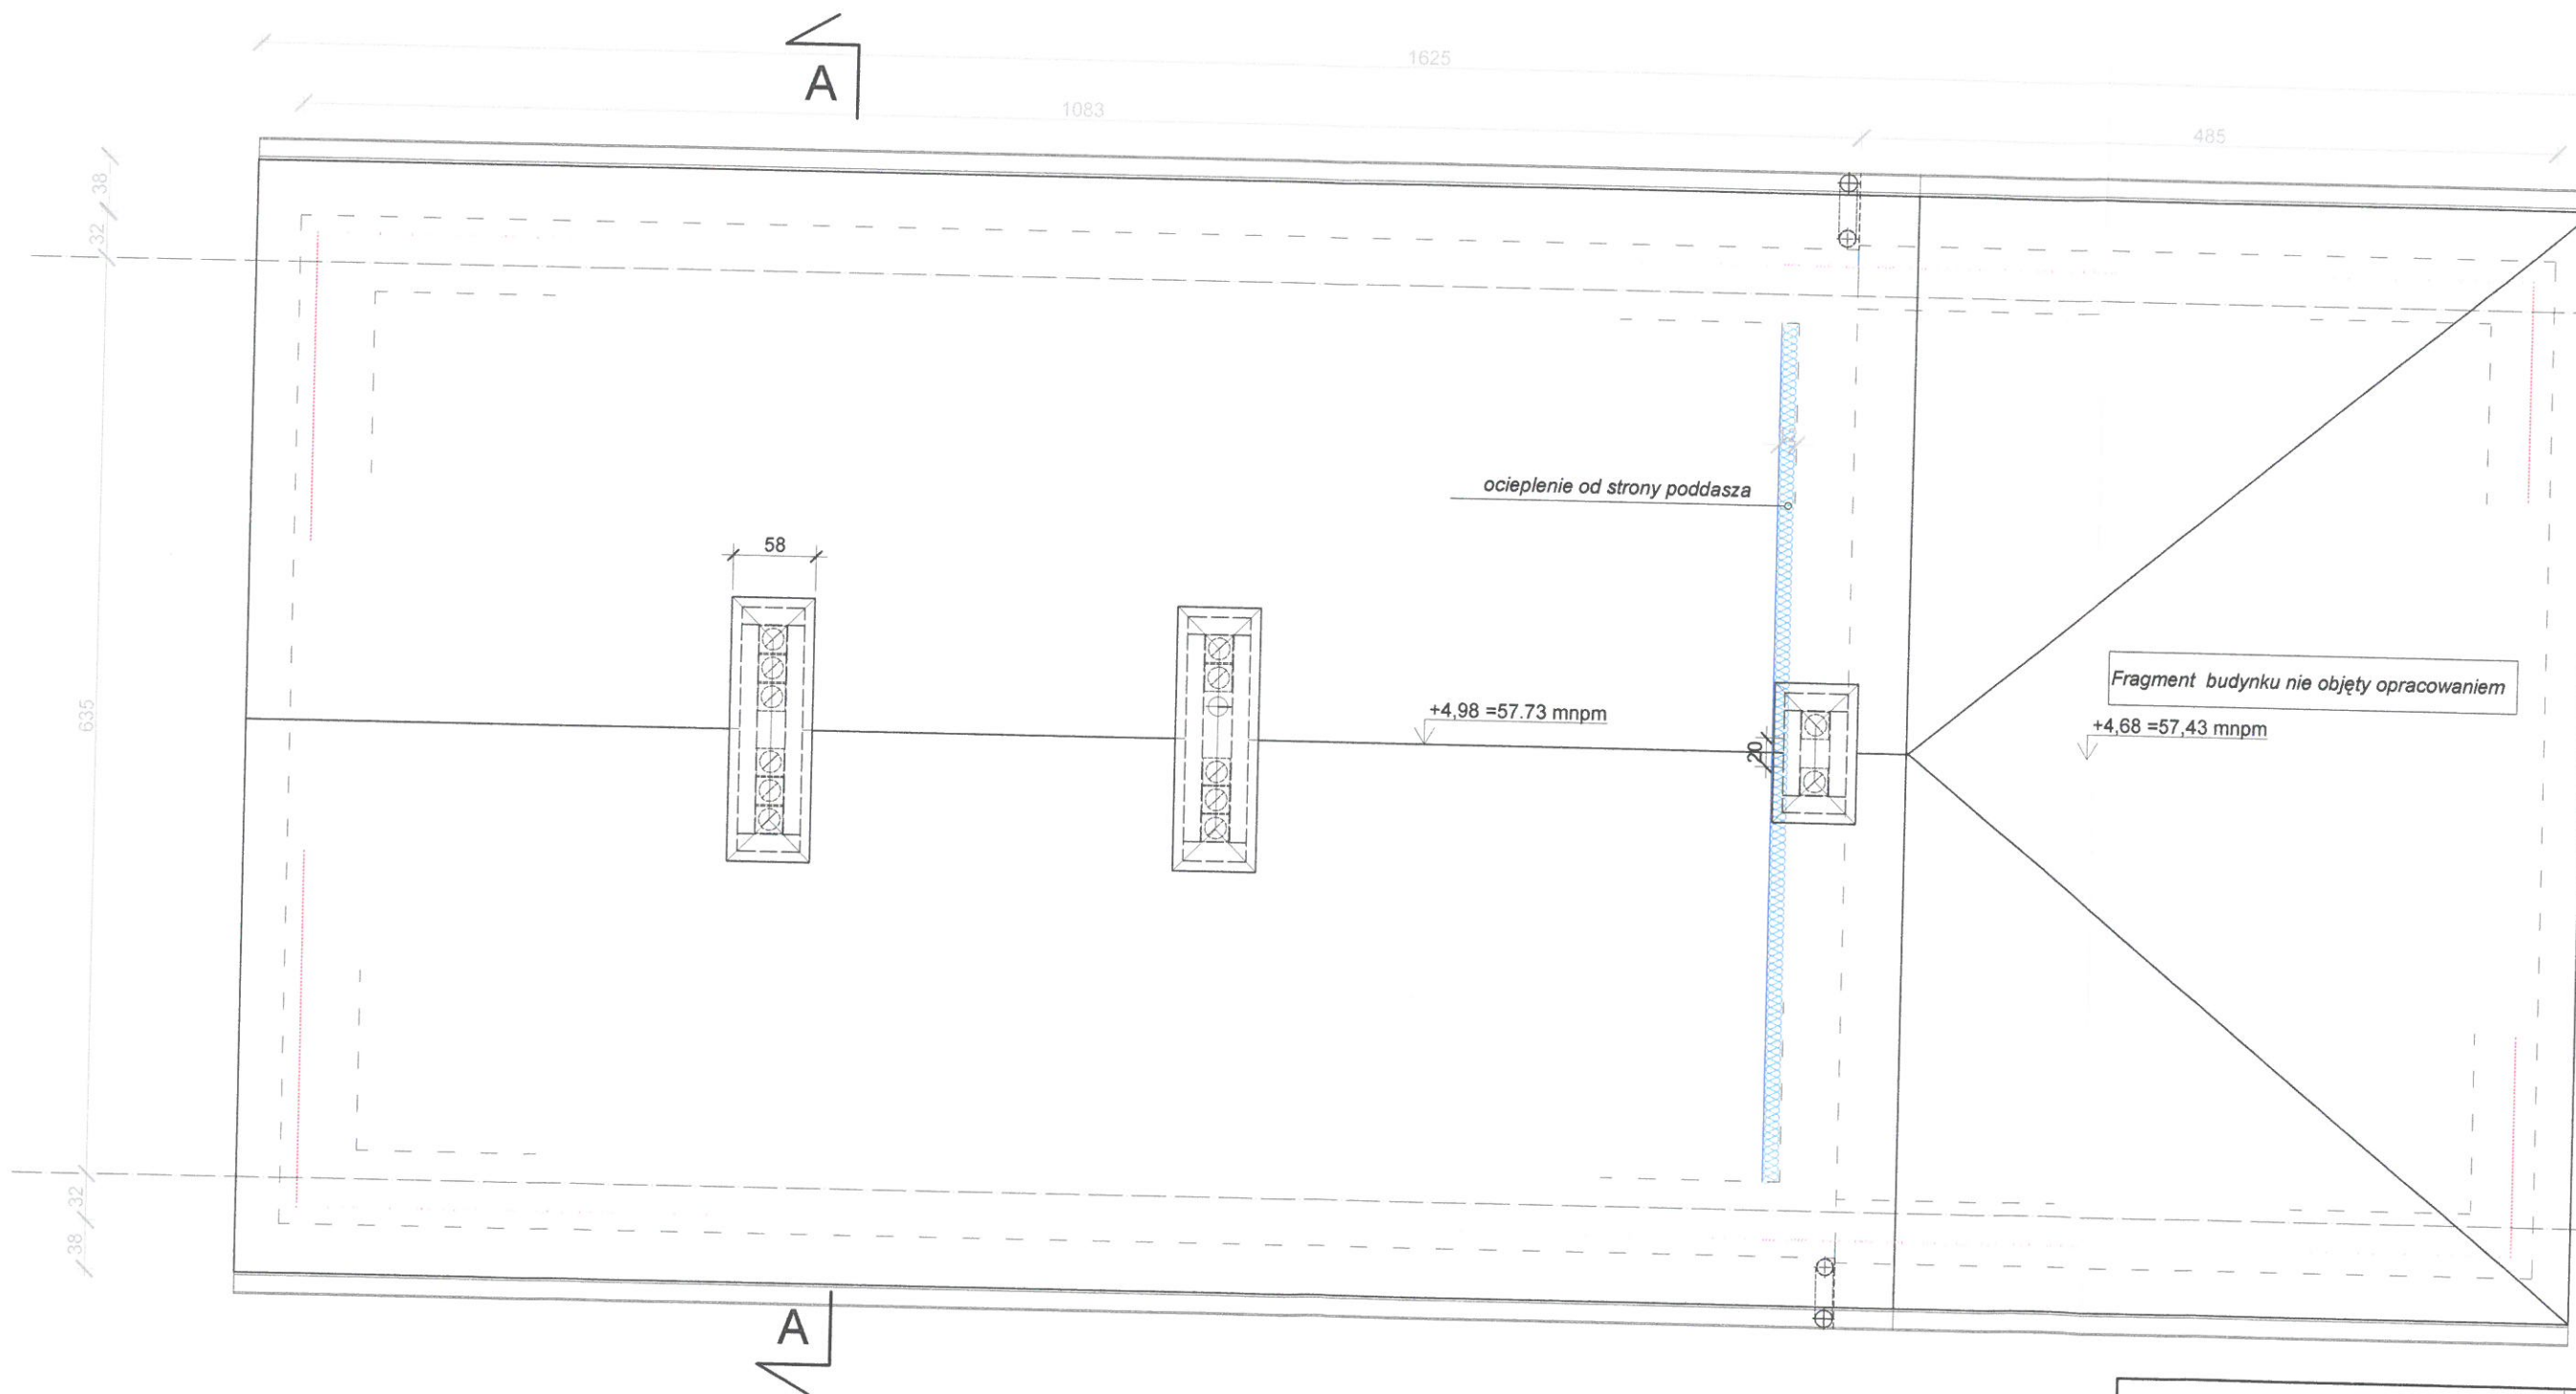 1625
A
1083
485
38
32
ocieplenie od strony poddasza
58
635
+4,98 =57.73 mnpm
20
Fragment budynku nie objęty opracowaniem
+4,68 =57,43 mnpm
32
38
A